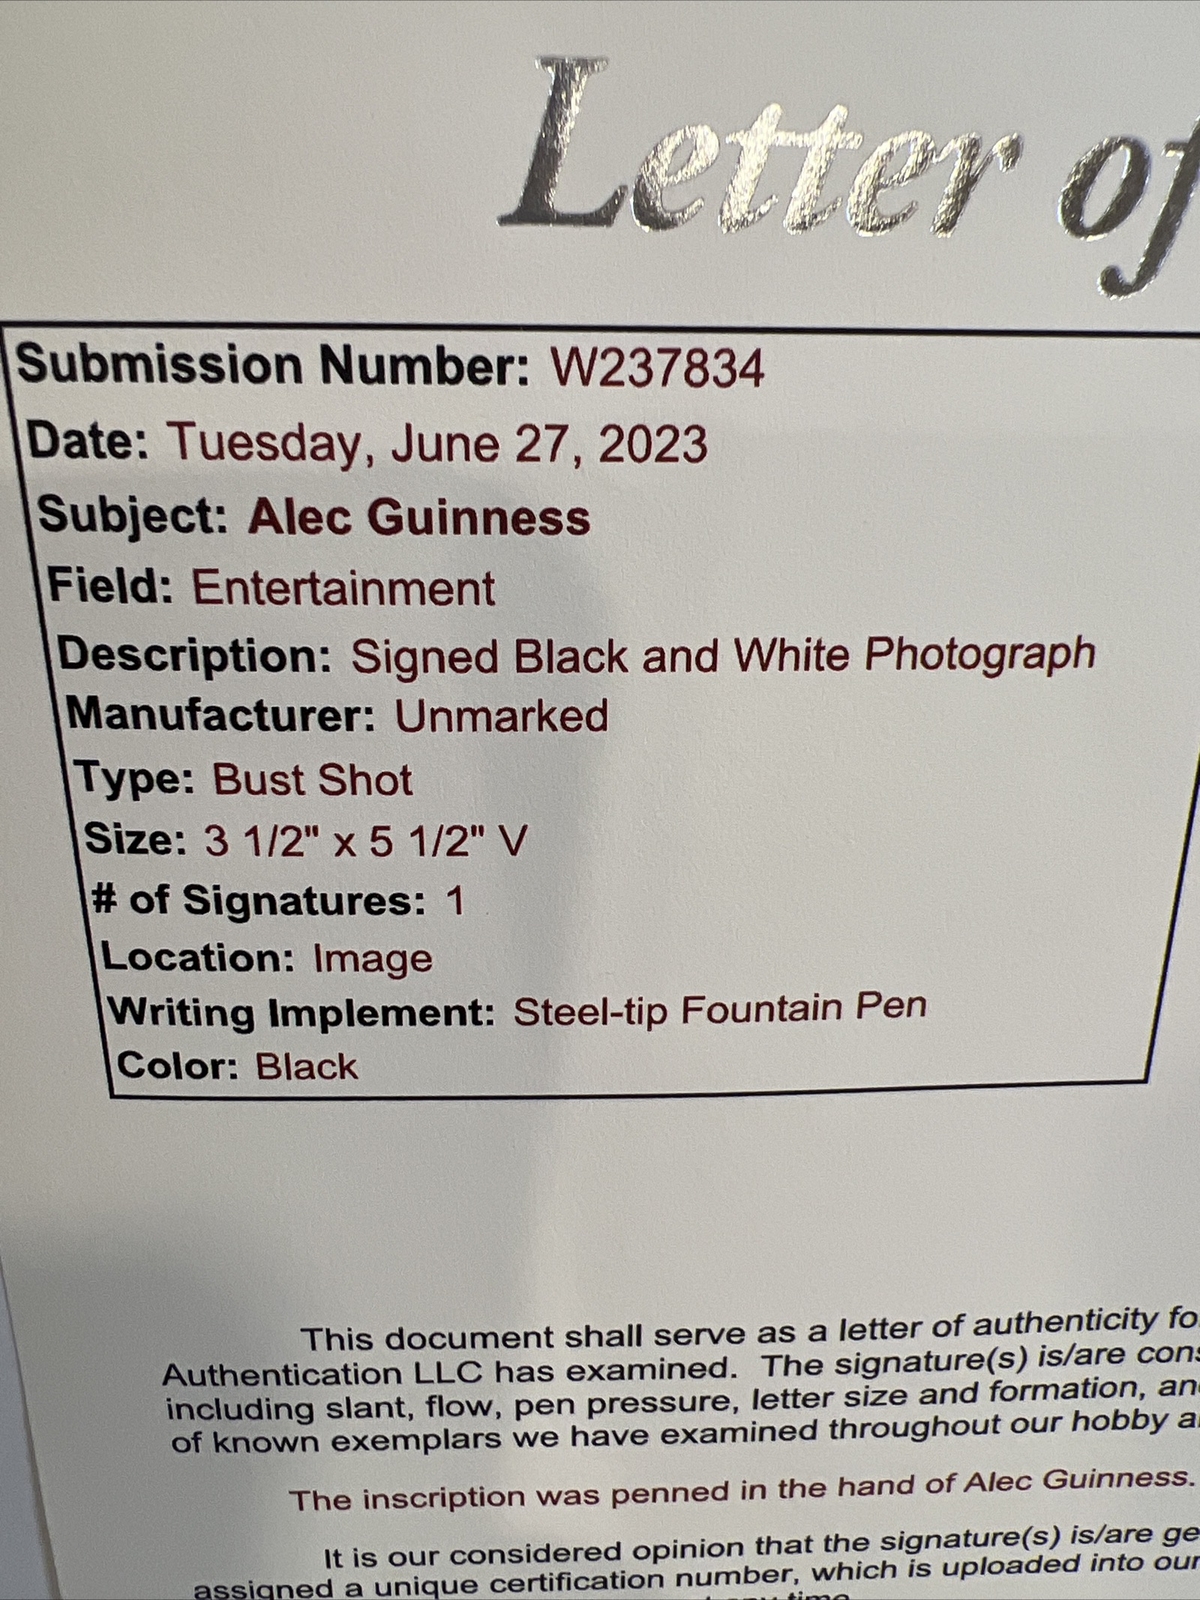 Letter of
Submission Number: W237834
Date: Tuesday, June 27, 2023
Subject: Alec Guinness
Field: Entertainment
Description: Signed Black and White Photograph
Manufacturer: Unmarked
Type: Bust Shot
Size: 3 1/2" x 5 1/2" V
# of Signatures: 1
Location: Image
Writing Implement: Steel-tip Fountain Pen
Color: Black
This document shall serve as a letter of authenticity
Authentication LLC has examined. The signature(s) is/are
including slant, flow, pen pressure, letter size and formation,
of known exemplars we have examined throughout our hobby
The inscription was penned in the hand of Alec Guinness.
It is our considered opinion that the signature(s) is/are
assigned a unique certification number, which is uploaded into our
time